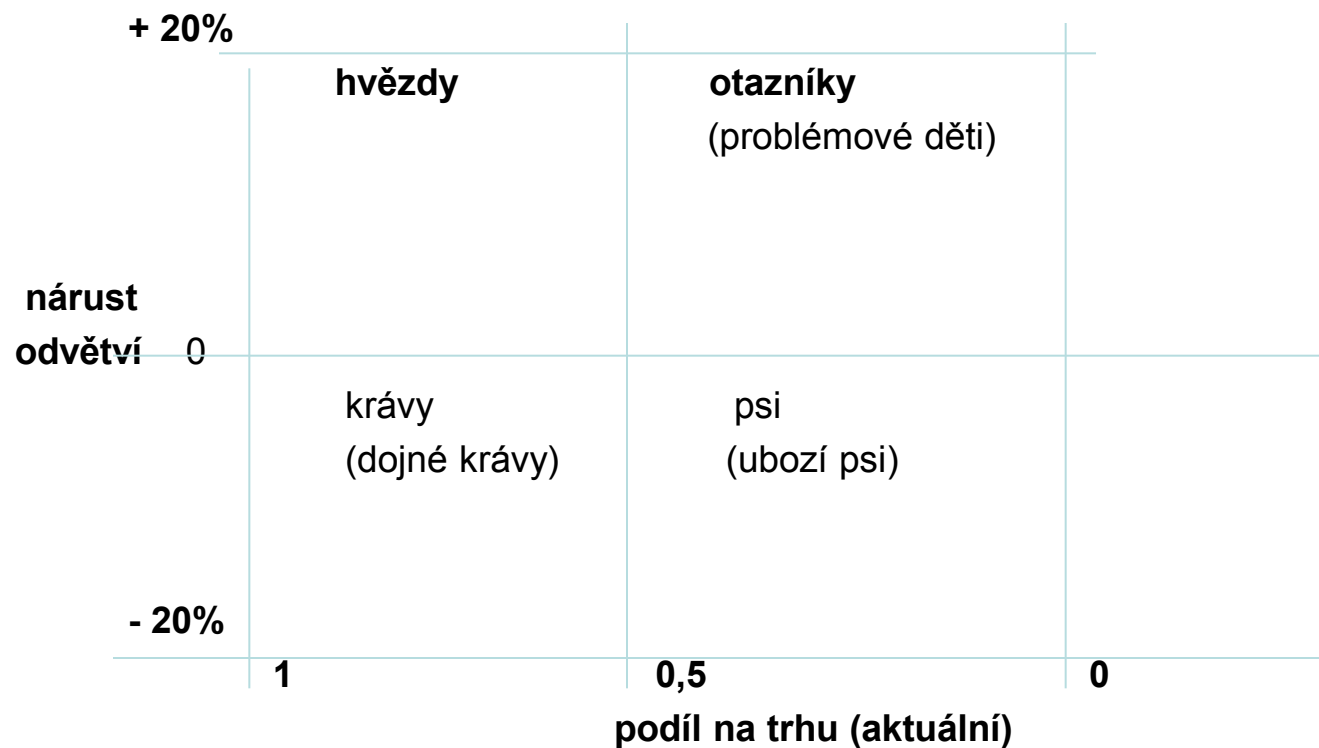 + 20%
hvězdy otazníky
(problémové děti)
nárust
odvětví 0
krávy psi
(dojné krávy) (ubozí psi)
- 20%
1 0,5 0
podíl na trhu (aktuální)